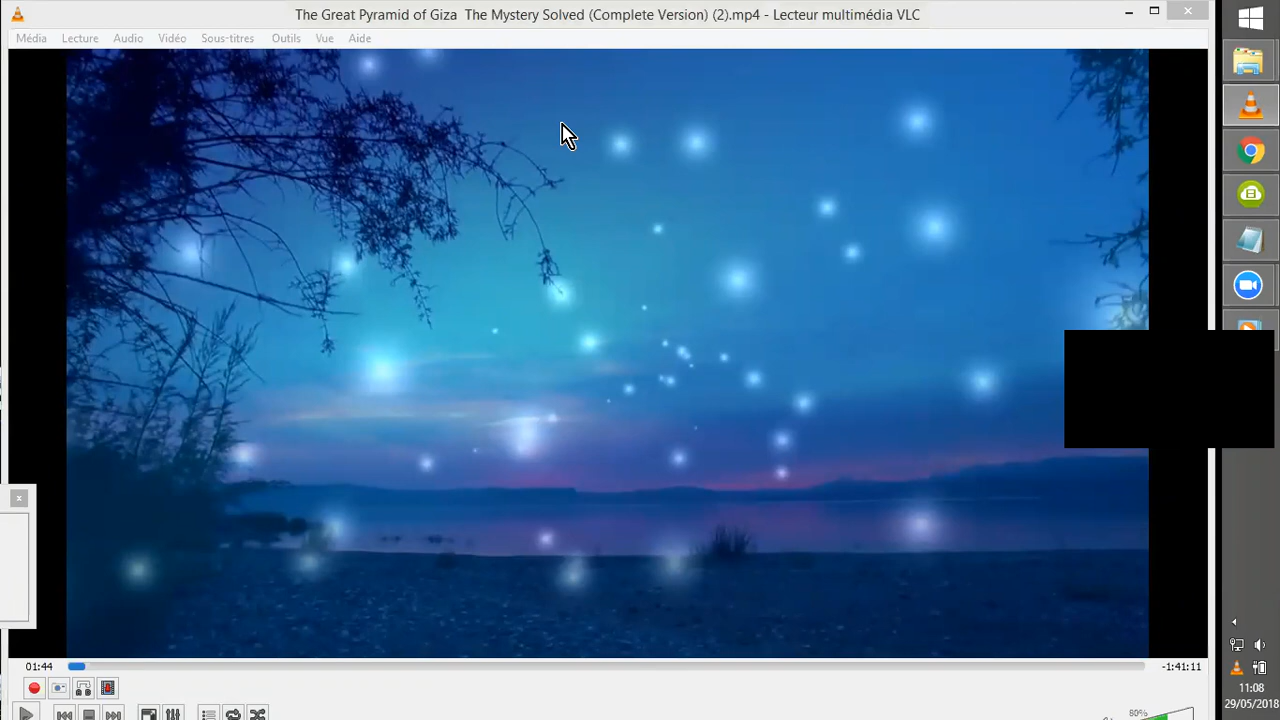 The Great Pyramid of Giza  The Mystery Solved (Complete Version) (2).mp4 - Lecteur multimédia VLC
Média Lecture Audio Vidéo Sous-titres Outils Vue Aide
01:44
-1:41:11
80%
11:08
29/05/2018